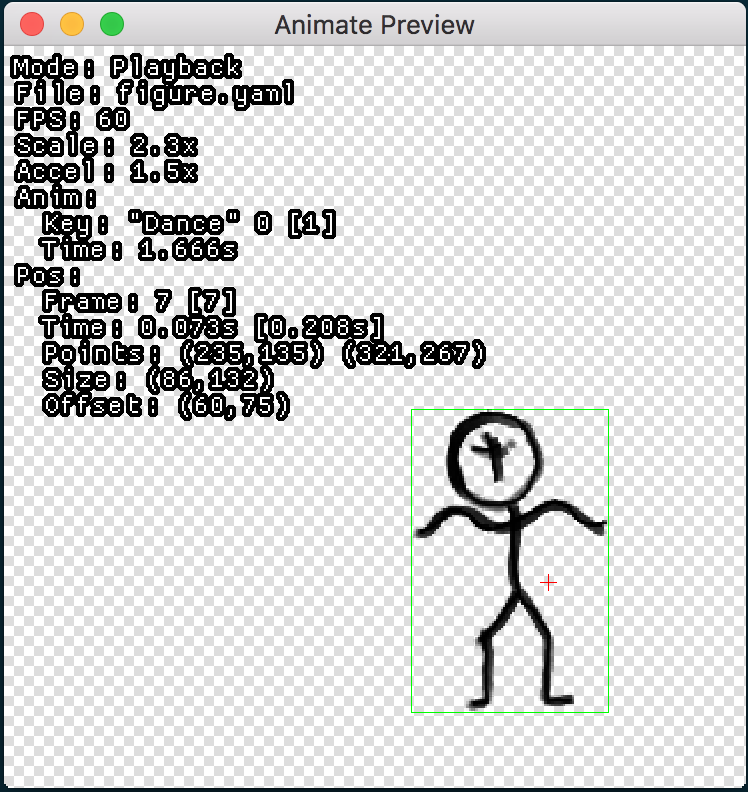 Animate Preview
Mode: Playback
File: figure.yaml
FPS: 60
Scale: 2.3x
Accel: 1.5x
Anim:
Key: "Dance" 0 [1]
Time: 1.666s
Pos:
Frame: 7 [7]
Time: 0.073s [0.208s]
Points: (235,135) (321,267)
Size: (86,132)
Offset: (60,75)